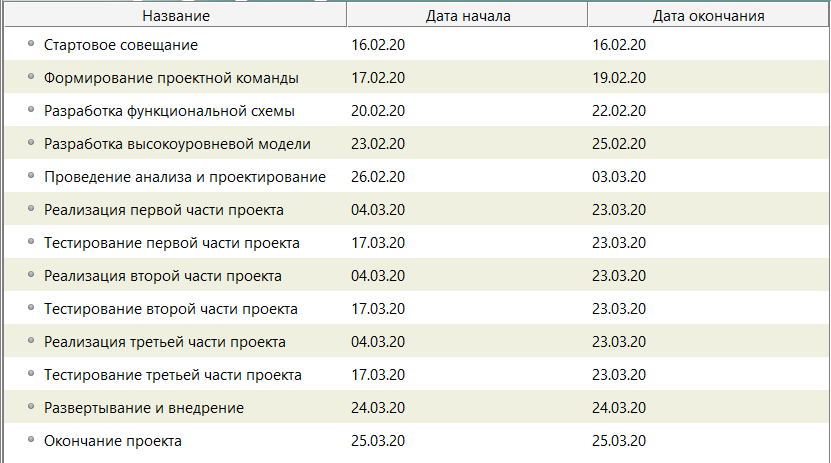 Название Дата начала Дата окончания
Стартовое совещание 16.02.20 16.02.20
Формирование проектной команды 17.02.20 19.02.20
Разработка функциональной схемы 20.02.20 22.02.20
Разработка высокоуровневой модели 23.02.20 25.02.20
Проведение анализа и проектирование 26.02.20 03.03.20
Реализация первой части проекта 04.03.20 23.03.20
Тестирование первой части проекта 17.03.20 23.03.20
Реализация второй части проекта 04.03.20 23.03.20
Тестирование второй части проекта 17.03.20 23.03.20
Реализация третьей части проекта 04.03.20 23.03.20
Тестирование третьей части проекта 17.03.20 23.03.20
Развертывание и внедрение 24.03.20 24.03.20
Окончание проекта 25.03.20 25.03.20